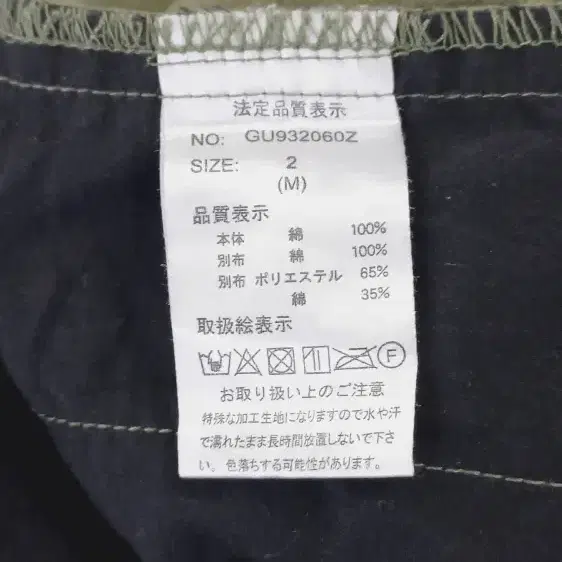 法定品質表示
NO: GU932060Z
SIZE: 2
(M)
品質表示
本体 綿 100%
別布 綿 100%
別布 ポリエステル 65%
綿 35%
取扱絵表示
F
お取り扱い上のご注意
特殊な加工生地になりますので水や汗
で濡れたまま長時間放置しないで下さ
い。色落ちする可能性があります。